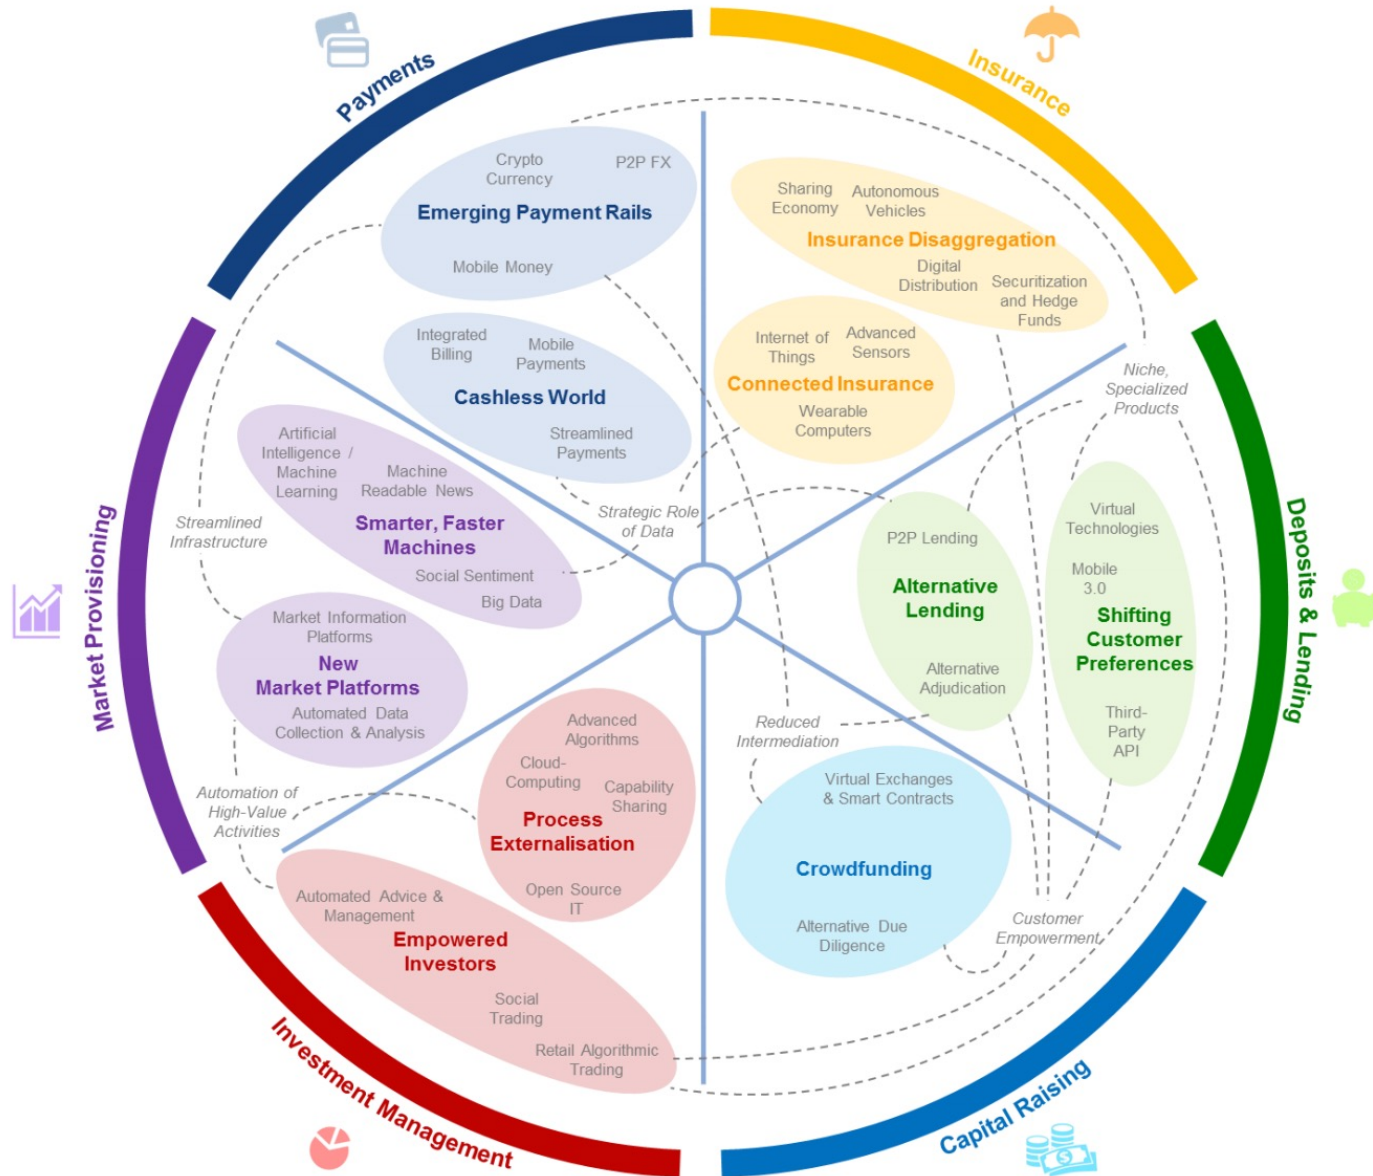 Payments
Crypto
Currency
P2P FX
Emerging Payment Rails
Mobile Money
Integrated
Billing
Mobile
Payments
Cashless World
Streamlined
Payments
Insurance
Sharing
Economy
Autonomous
Vehicles
Insurance Disaggregation
Digital
Distribution
Securitization
and Hedge
Funds
Internet of
Things
Advanced
Sensors
Connected Insurance
Wearable
Computers
Niche,
Specialized
Products
Deposits & Lending
Virtual
Technologies
Mobile
3.0
Shifting
Customer
Preferences
Third-
Party
API
P2P Lending
Alternative
Lending
Alternative
Adjudication
Strategic Role
of Data
Market Provisioning
Artificial
Intelligence /
Machine
Learning
Machine
Readable News
Smarter, Faster
Machines
Social Sentiment
Big Data
Streamlined
Infrastructure
Market Information
Platforms
New
Market Platforms
Automated Data
Collection & Analysis
Automation of
High-Value
Activities
Investment Management
Advanced
Algorithms
Cloud-
Computing
Capability
Sharing
Process
Externalisation
Open Source
IT
Automated Advice &
Management
Empowered
Investors
Social
Trading
Retail Algorithmic
Trading
Reduced
Intermediation
Capital Raising
Virtual Exchanges
& Smart Contracts
Crowdfunding
Alternative Due
Diligence
Customer
Empowerment
$